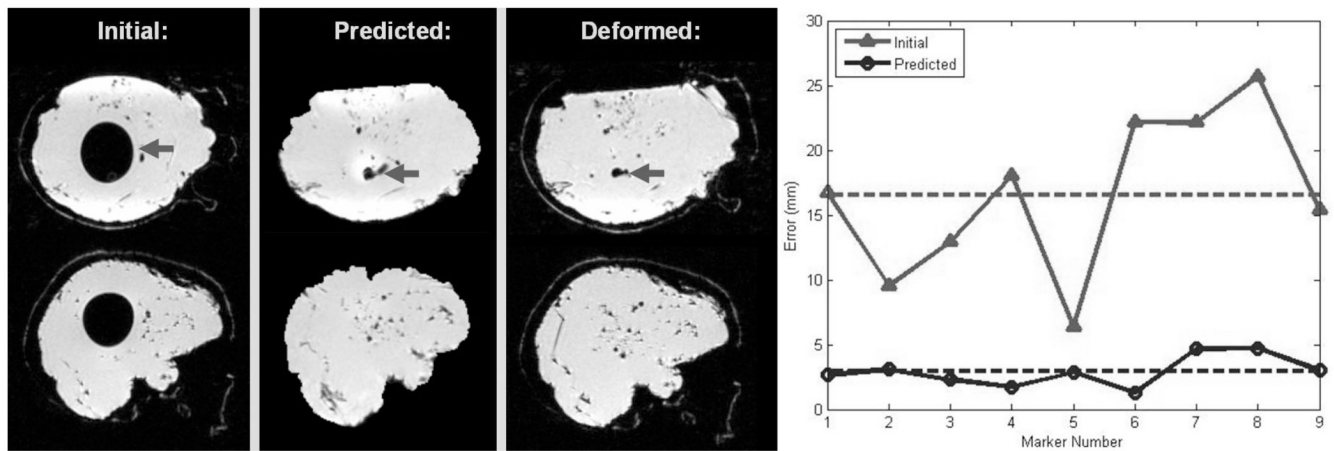 Initial:
Predicted:
Deformed:
30
25
20
15
10
5
0
Error (mm)
Initial
Predicted
1 2 3 4 5 6 7 8 9
Marker Number